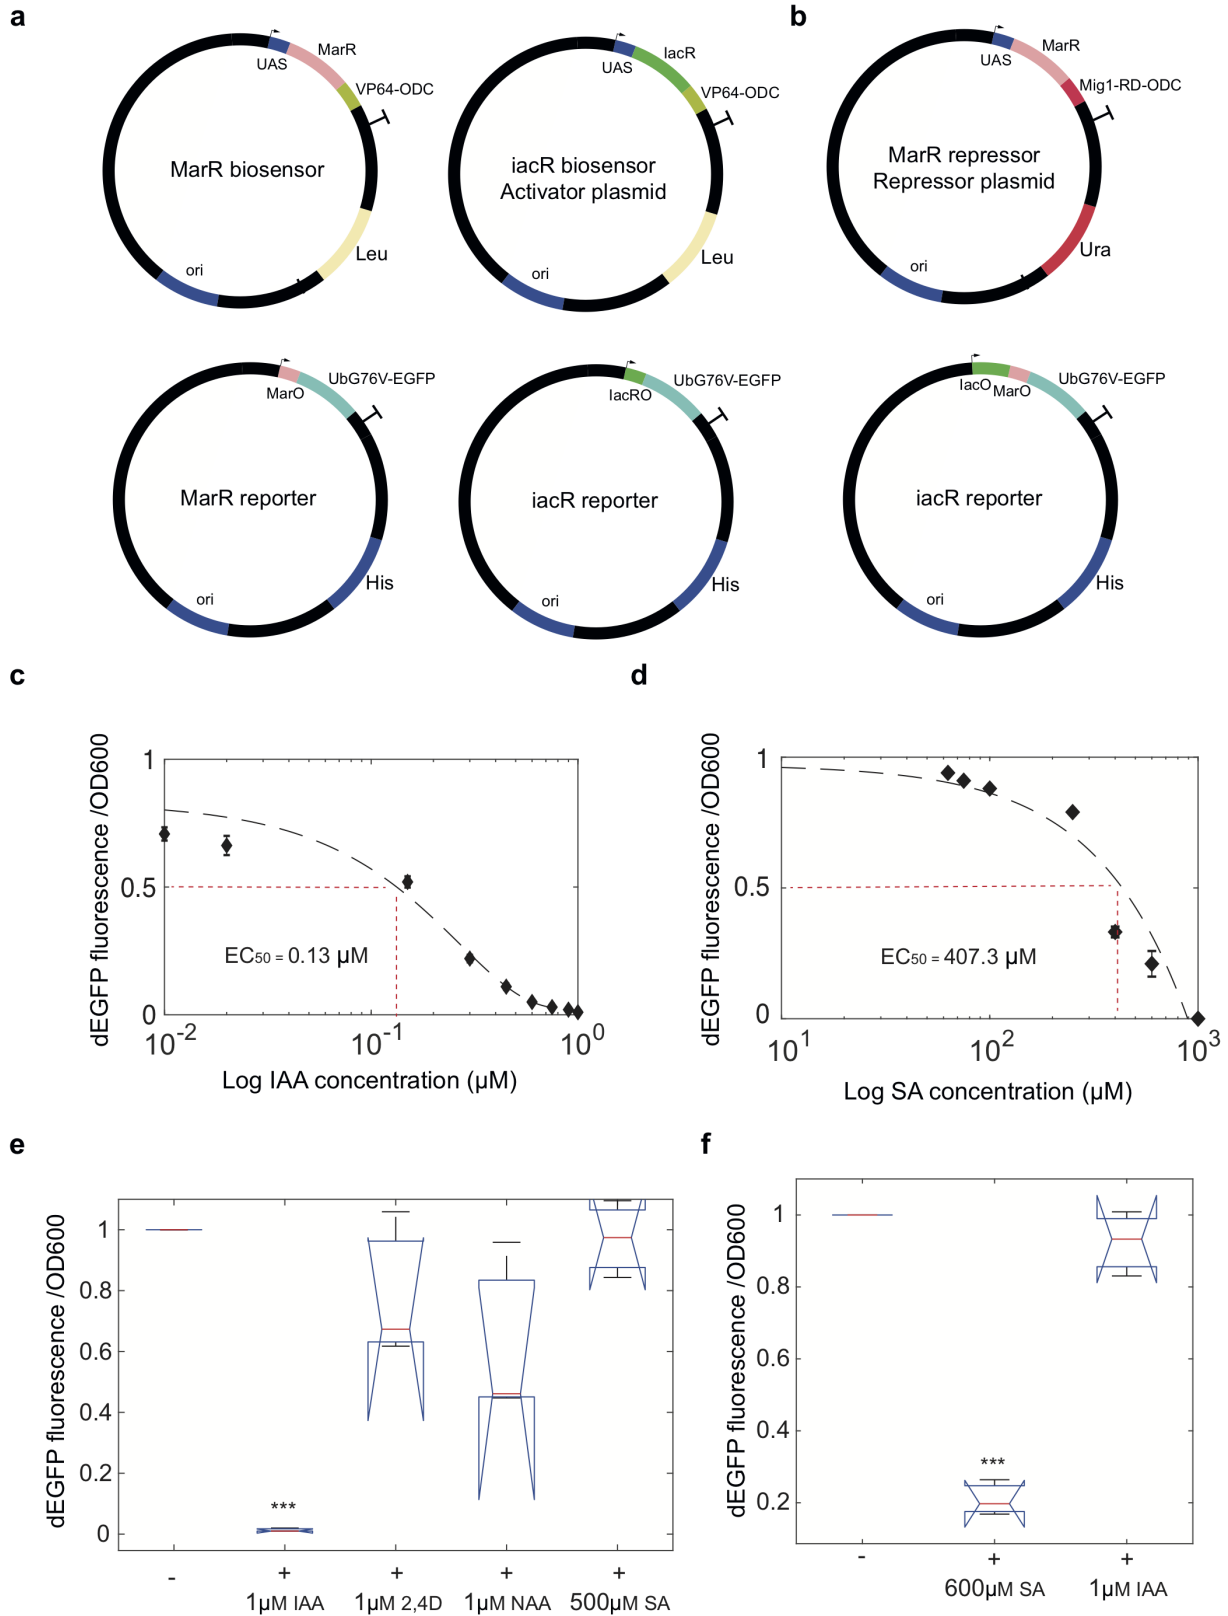 a
b
MarR
UAS
VP64-ODC
MarR biosensor
Leu
ori
IacR
UAS
VP64-ODC
iacR biosensor
Activator plasmid
Leu
ori
MarR
UAS
Mig1-RD-ODC
MarR repressor
Repressor plasmid
Ura
ori
UbG76V-EGFP
MarO
MarR reporter
His
ori
UbG76V-EGFP
IacRO
iacR reporter
His
ori
UbG76V-EGFP
IacO MarO
iacR reporter
His
ori
c
d
dEGFP fluorescence /OD600
1
0.5
0
EC50 = 0.13 µM
10-2 10-1 100
Log IAA concentration (µM)
dEGFP fluorescence /OD600
1
0.5
0
EC50 = 407.3 µM
101 102 103
Log SA concentration (µM)
e
f
dEGFP fluorescence /OD600
1
0.8
0.6
0.4
0.2
0
***
- + + + +
1µM IAA 1µM 2,4D 1µM NAA 500µM SA
dEGFP fluorescence /OD600
1
0.8
0.6
0.4
0.2
***
- + +
600µM SA 1µM IAA